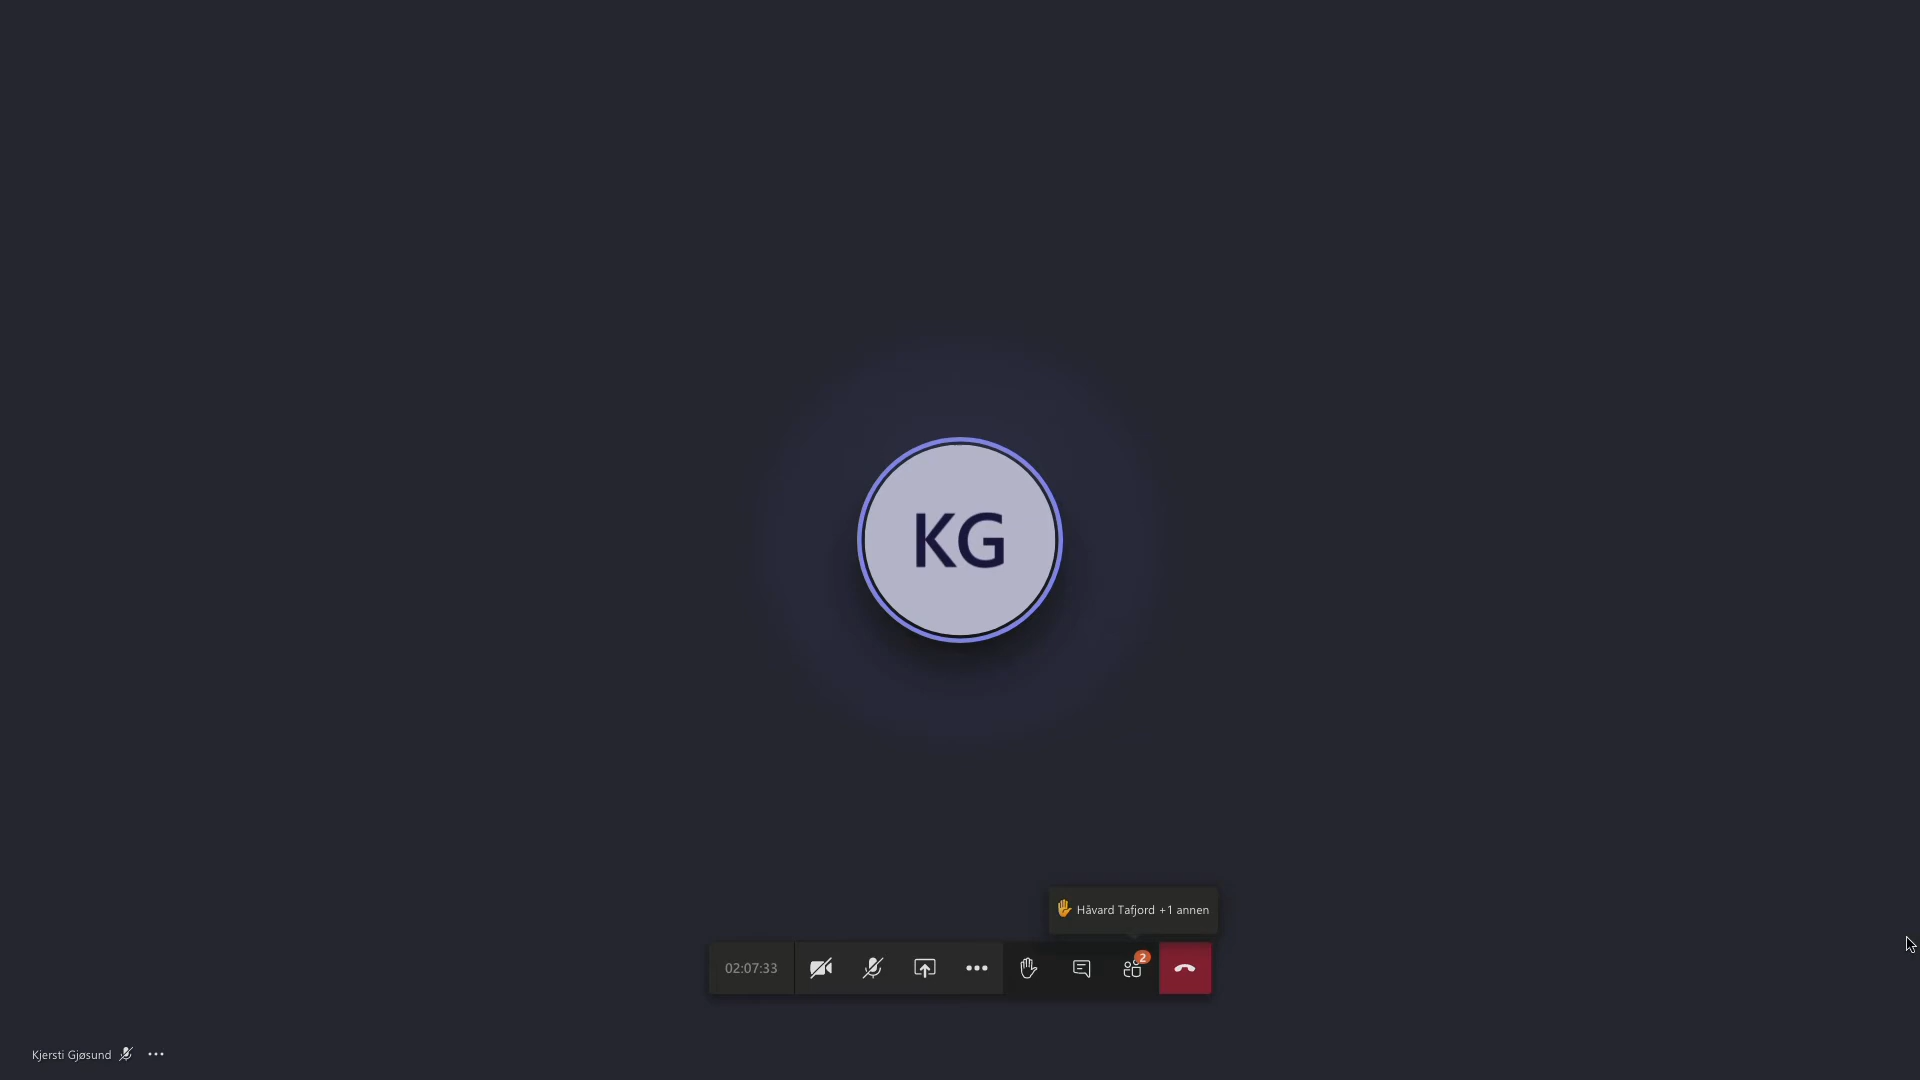 KG
Håvard Tafjord +1 annen
02:07:33
2
Kjersti Gjøsund